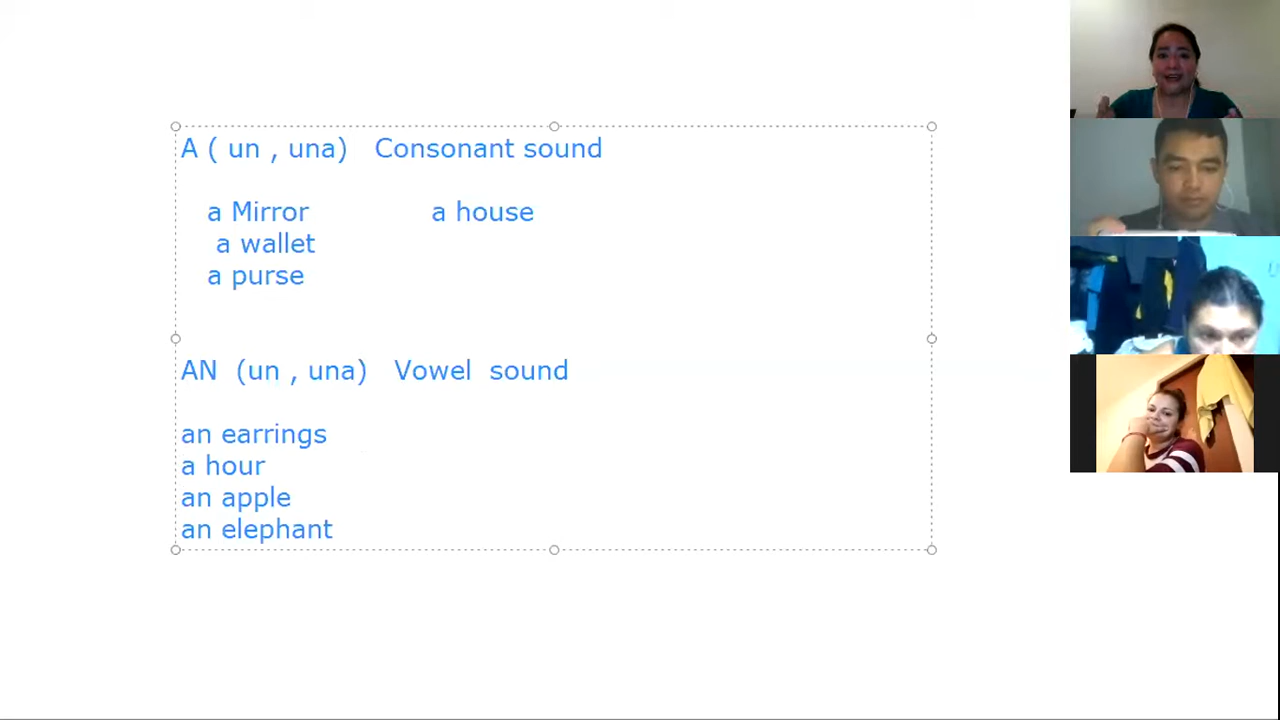 A ( un , una) Consonant sound
a Mirror a house
a wallet
a purse
AN (un , una) Vowel sound
an earrings
a hour
an apple
an elephant